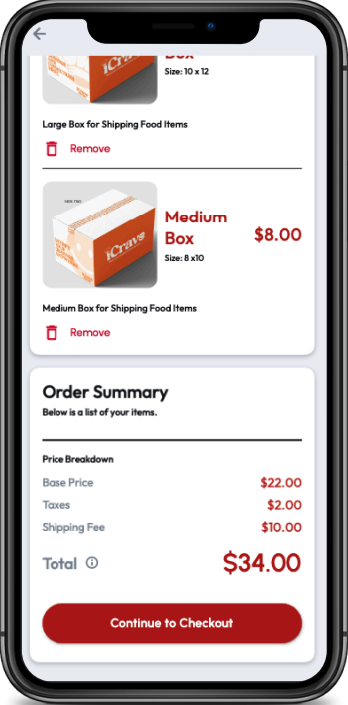 Box
Size: 10 x 12
Large Box for Shipping Food Items
Remove
iCrave
Medium
Box
$8.00
Size: 8 x10
Medium Box for Shipping Food Items
Remove
Order Summary
Below is a list of your items.
Price Breakdown
Base Price $22.00
Taxes $2.00
Shipping Fee $10.00
Total $34.00
Continue to Checkout